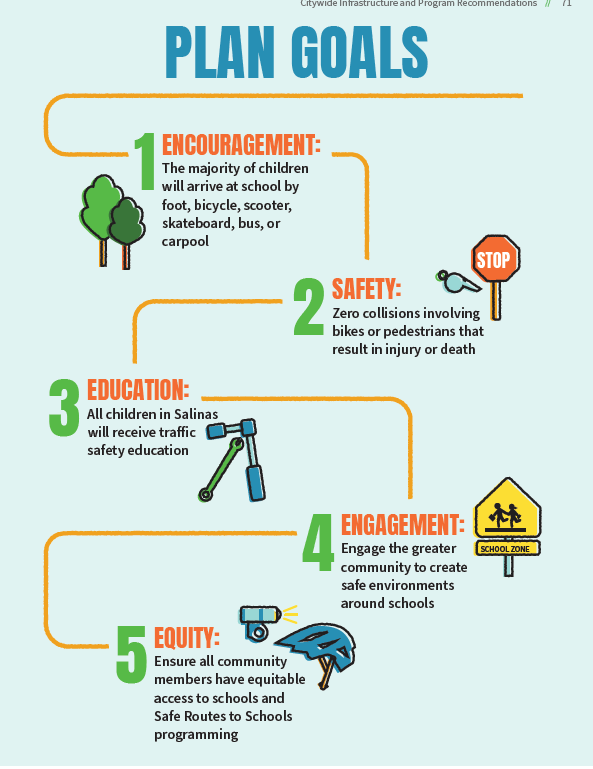 Citywide Infrastructure and Program Recommendations // 71
PLAN GOALS
1 ENCOURAGEMENT:
The majority of children
will arrive at school by
foot, bicycle, scooter,
skateboard, bus, or
carpool
STOP
2 SAFETY:
Zero collisions involving
bikes or pedestrians that
result in injury or death
3 EDUCATION:
All children in Salinas
will receive traffic
safety education
4 ENGAGEMENT:
Engage the greater
community to create
safe environments
around schools
SCHOOL ZONE
5 EQUITY:
Ensure all community
members have equitable
access to schools and
Safe Routes to Schools
programming